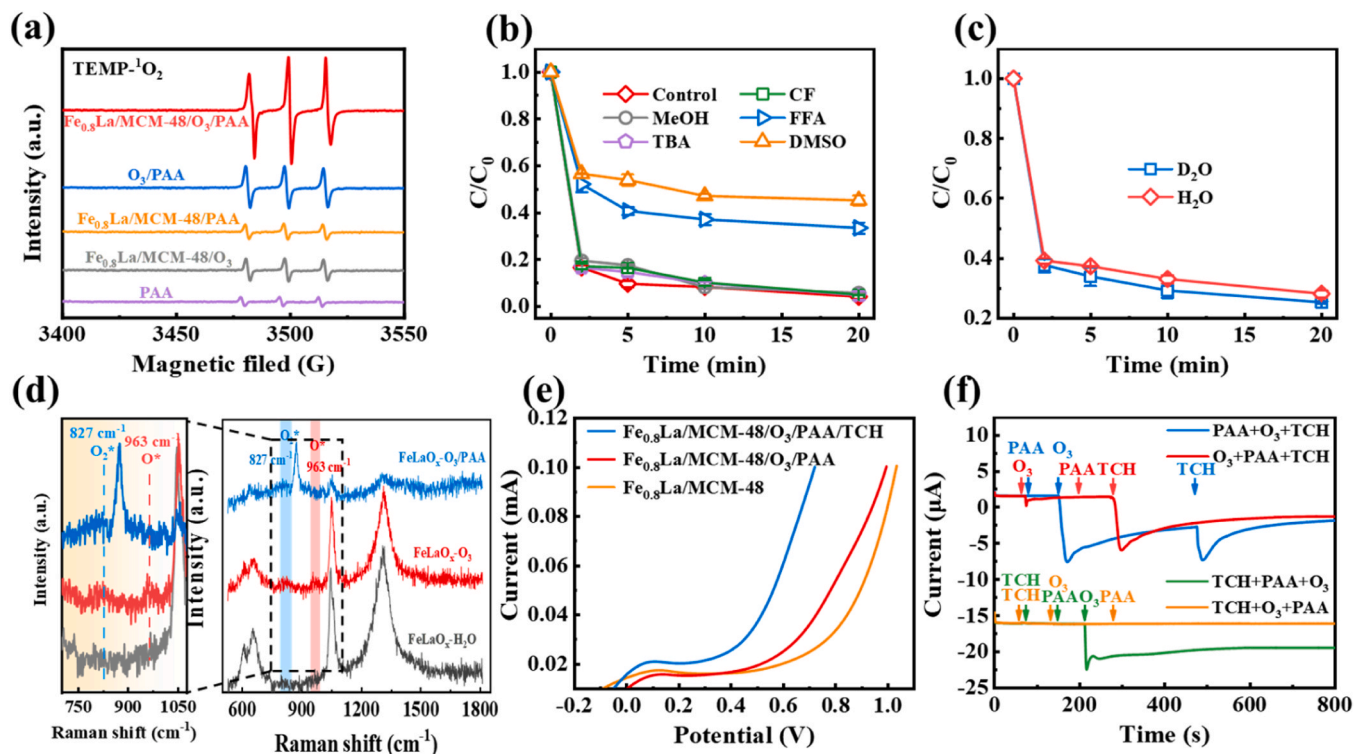 (a)
TEMP-¹O₂
Fe₀.₈La/MCM-48/O₃/PAA
O₃/PAA
Fe₀.₈La/MCM-48/PAA
Fe₀.₈La/MCM-48/O₃
PAA
Intensity (a.u.)
3400 3450 3500 3550
Magnetic filed (G)
(b)
Control CF
MeOH FFA
TBA DMSO
C/C₀
1.0
0.8
0.6
0.4
0.2
0.0
0 5 10 15 20
Time (min)
(c)
D₂O
H₂O
C/C₀
1.0
0.8
0.6
0.4
0.2
0 5 10 15 20
Time (min)
(d)
827 cm⁻¹ 963 cm⁻¹
O₂* O*
Intensity (a.u.)
750 900 1050
Raman shift (cm⁻¹)
O₂* O*
827 cm⁻¹ 963 cm⁻¹
FeLaOₓ-O₃/PAA
FeLaOₓ-O₃
FeLaOₓ-H₂O
Intensity (a.u.)
600 900 1200 1500 1800
Raman shift (cm⁻¹)
(e)
Fe₀.₈La/MCM-48/O₃/PAA/TCH
Fe₀.₈La/MCM-48/O₃/PAA
Fe₀.₈La/MCM-48
Current (mA)
0.12
0.10
0.08
0.06
0.04
0.02
-0.2 0.0 0.2 0.4 0.6 0.8 1.0
Potential (V)
(f)
PAA+O₃+TCH
O₃+PAA+TCH
PAA O₃
O₃ PAA TCH TCH
TCH O₃
TCH PAA O₃ PAA
TCH+PAA+O₃
TCH+O₃+PAA
Current (μA)
10
5
0
-5
-10
-15
-20
-25
0 200 400 600 800
Time (s)